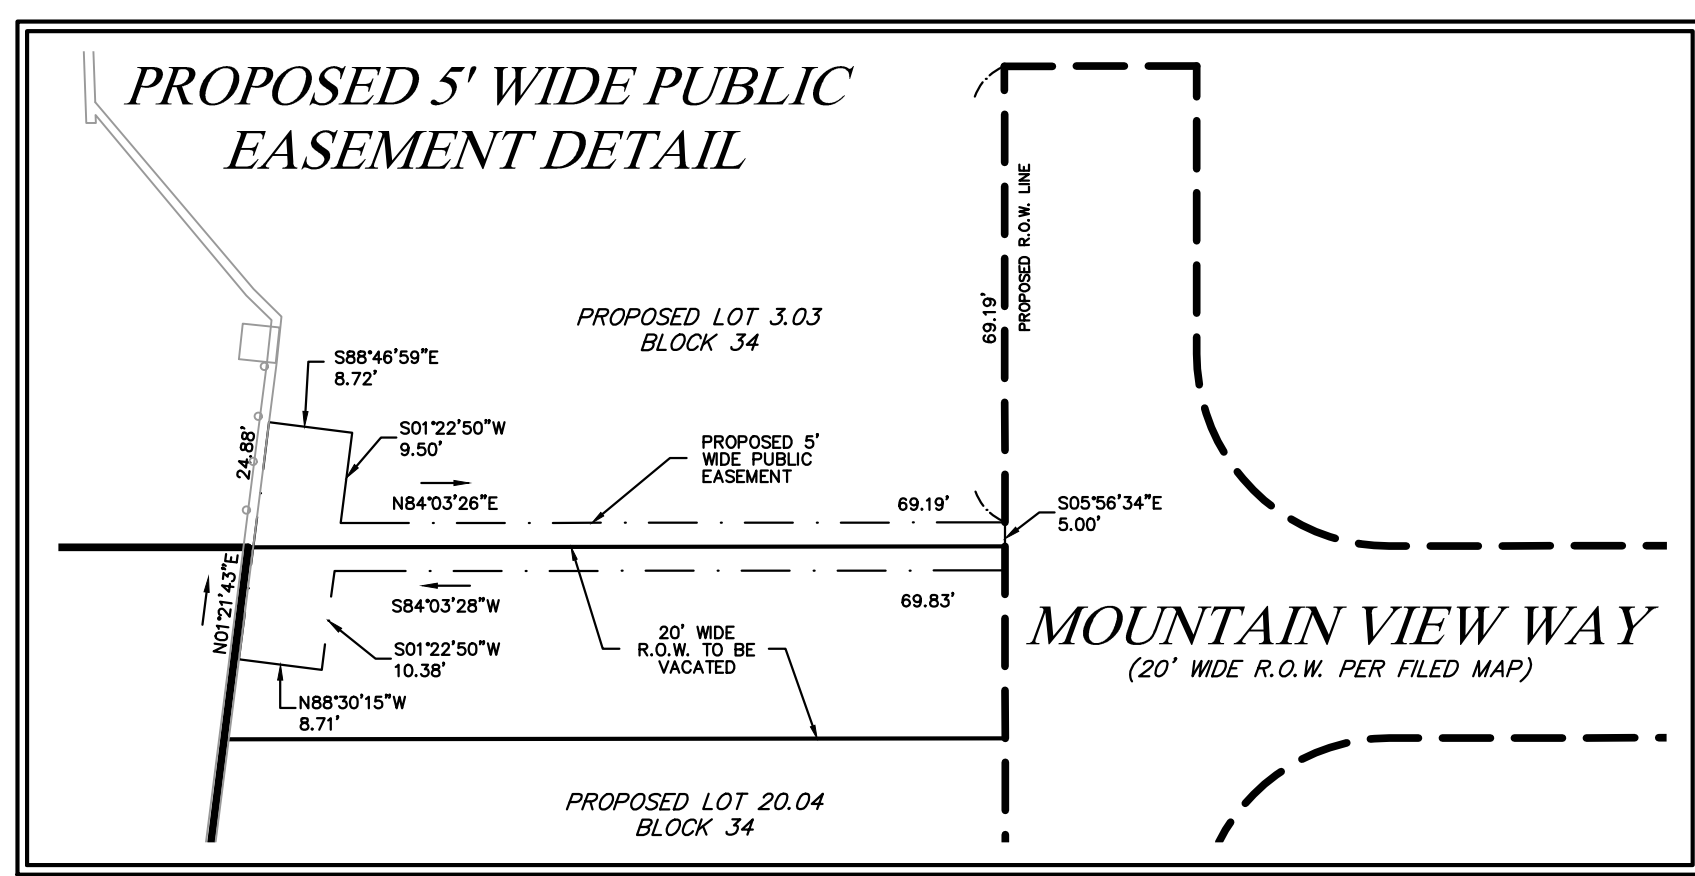 PROPOSED 5' WIDE PUBLIC
EASEMENT DETAIL
PROPOSED R.O.W. LINE
69.19'
PROPOSED LOT 3.03
BLOCK 34
S88°46'59"E
8.72'
S01°22'50"W
9.50'
24.88'
PROPOSED 5'
WIDE PUBLIC
EASEMENT
N84°03'26"E
69.19'
S05°56'34"E
5.00'
N01°21'43"E
S84°03'28"W
69.83'
S01°22'50"W
10.38'
20' WIDE
R.O.W. TO BE
VACATED
N88°30'15"W
8.71'
MOUNTAIN VIEW WAY
(20' WIDE R.O.W. PER FILED MAP)
PROPOSED LOT 20.04
BLOCK 34